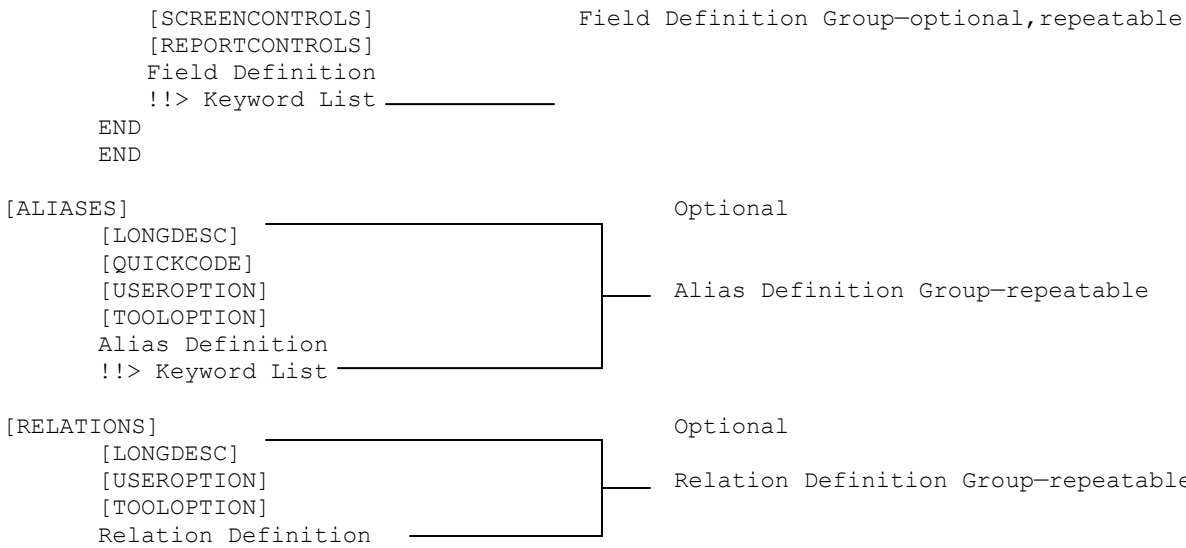 [SCREENCONTROLS] Field Definition Group—optional,repeatable
[REPORTCONTROLS]
Field Definition
!!> Keyword List
END
END
[ALIASES] Optional
[LONGDESC]
[QUICKCODE]
[USEROPTION]
[TOOLOPTION] Alias Definition Group—repeatable
Alias Definition
!!> Keyword List
[RELATIONS] Optional
[LONGDESC]
[USEROPTION] Relation Definition Group—repeatable
[TOOLOPTION]
Relation Definition